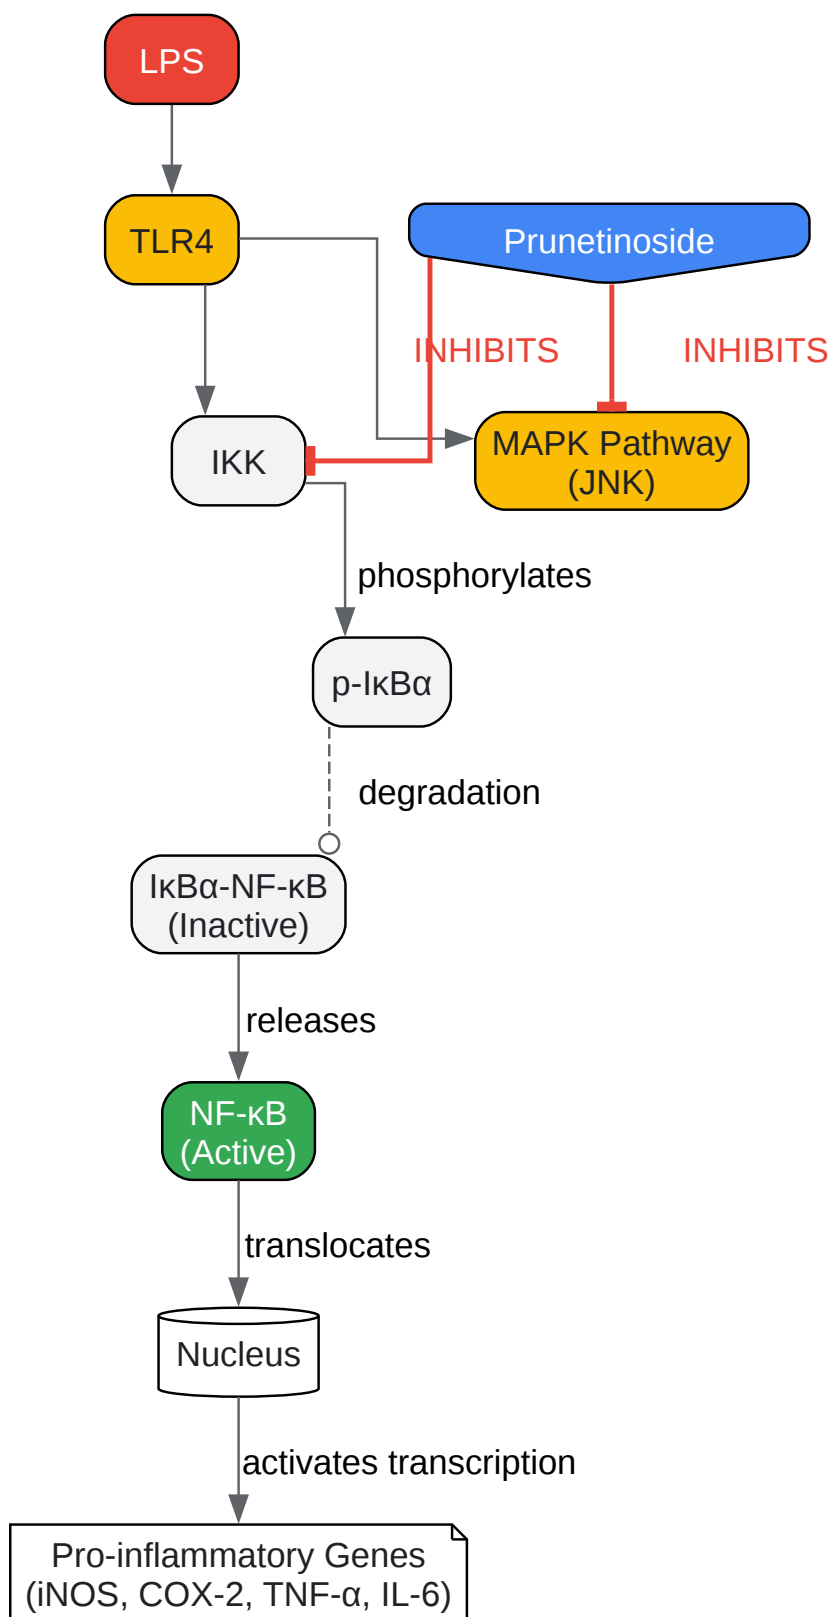 LPS
TLR4
Prunetinoside
INHIBITS
INHIBITS
IKK
MAPK Pathway
(JNK)
phosphorylates
p-IκBα
degradation
IκBα-NF-κB
(Inactive)
releases
NF-κB
(Active)
translocates
Nucleus
activates transcription
Pro-inflammatory Genes
(iNOS, COX-2, TNF-α, IL-6)